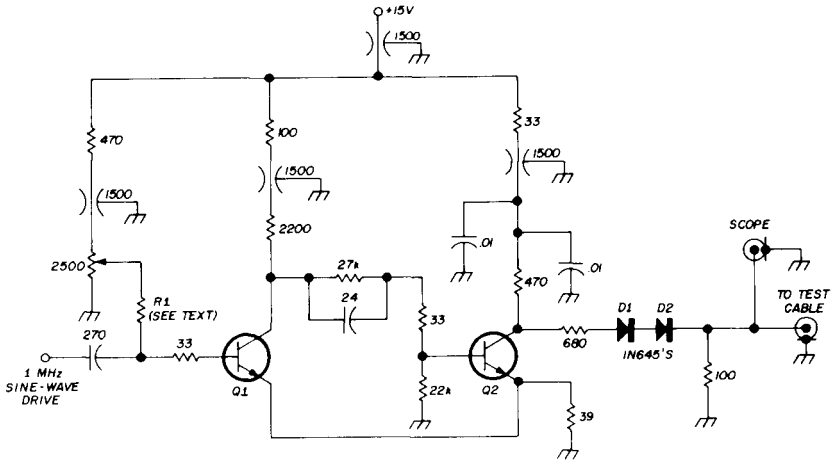 +15V
1500
470
100
33
1500
1500
1500
2200
.01
.01
2500
27k
24
470
R1
(SEE TEXT)
33
270
33
Q1
22k
Q2
680
D1
D2
1N645'S
SCOPE
TO TEST
CABLE
100
39
1 MHz
SINE-WAVE
DRIVE